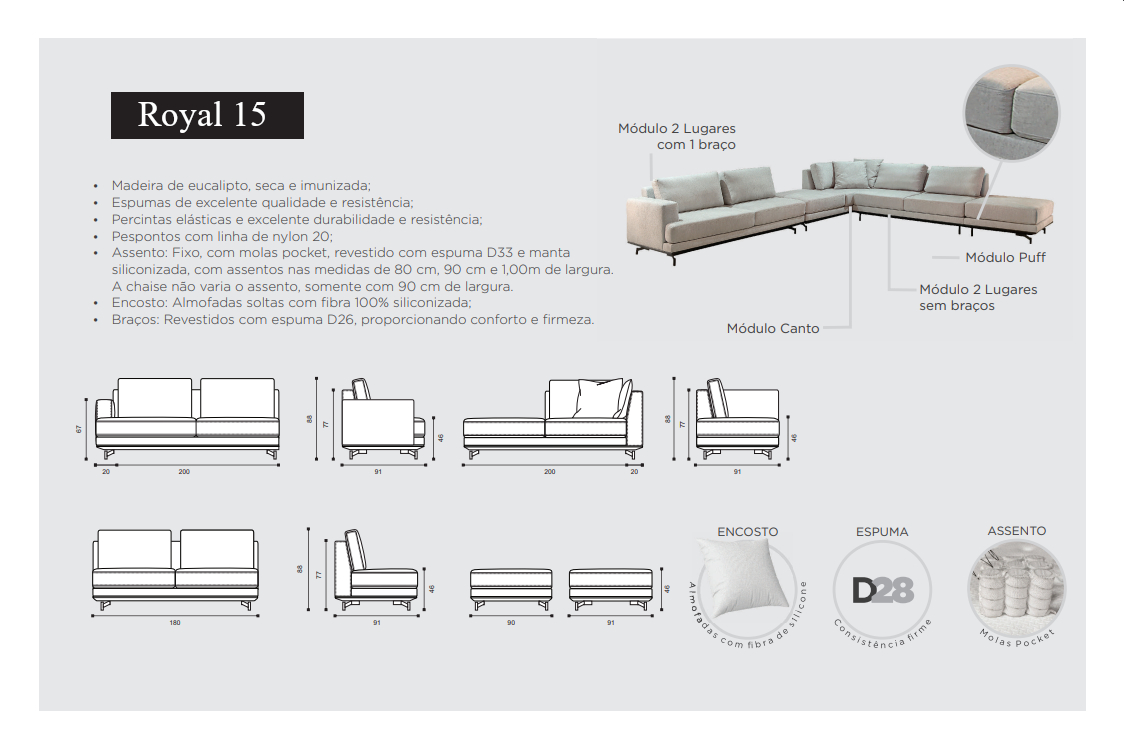 Royal 15
• Madeira de eucalipto, seca e imunizada;
• Espumas de excelente qualidade e resistência;
• Percintas elásticas e excelente durabilidade e resistência;
• Pespontos com linha de nylon 20;
• Assento: Fixo, com molas pocket, revestido com espuma D33 e manta
siliconizada, com assentos nas medidas de 80 cm, 90 cm e 1,00m de largura.
A chaise não varia o assento, somente com 90 cm de largura.
• Encosto: Almofadas soltas com fibra 100% siliconizada;
• Braços: Revestidos com espuma D26, proporcionando conforto e firmeza.
Módulo 2 Lugares
com 1 braço
Módulo Puff
Módulo 2 Lugares
sem braços
Módulo Canto
67
20
200
88
77
46
91
200
20
88
77
46
91
180
88
77
46
91
90
91
46
ENCOSTO
Almofadas com fibra de silicone
ESPUMA
D28
Consistência firme
ASSENTO
Molas Pocket